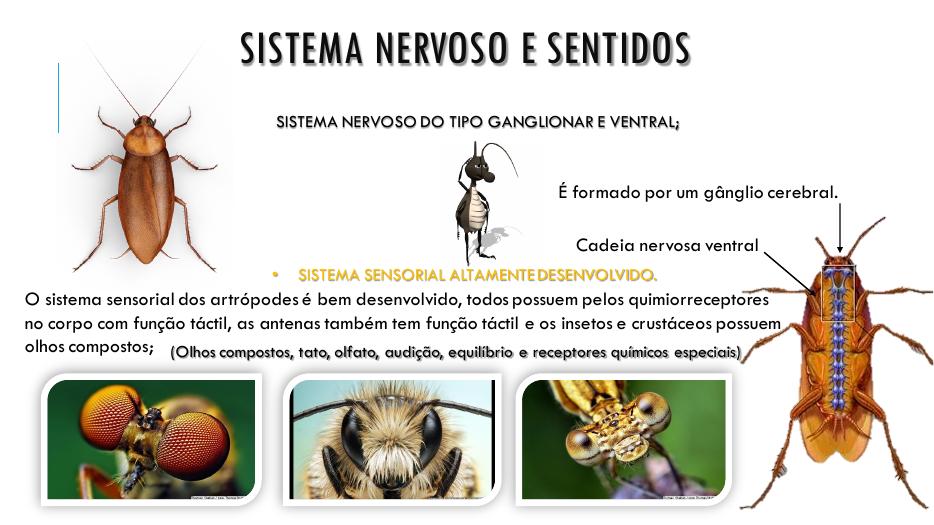 SISTEMA NERVOSO E SENTIDOS
SISTEMA NERVOSO DO TIPO GANGLIONAR E VENTRAL;
É formado por um gânglio cerebral.
Cadeia nervosa ventral
• SISTEMA SENSORIAL ALTAMENTE DESENVOLVIDO.
O sistema sensorial dos artrópodes é bem desenvolvido, todos possuem pelos quimiorreceptores
no corpo com função táctil, as antenas também tem função táctil e os insetos e crustáceos possuem
olhos compostos;
(Olhos compostos, tato, olfato, audição, equilíbrio e receptores químicos especiais)